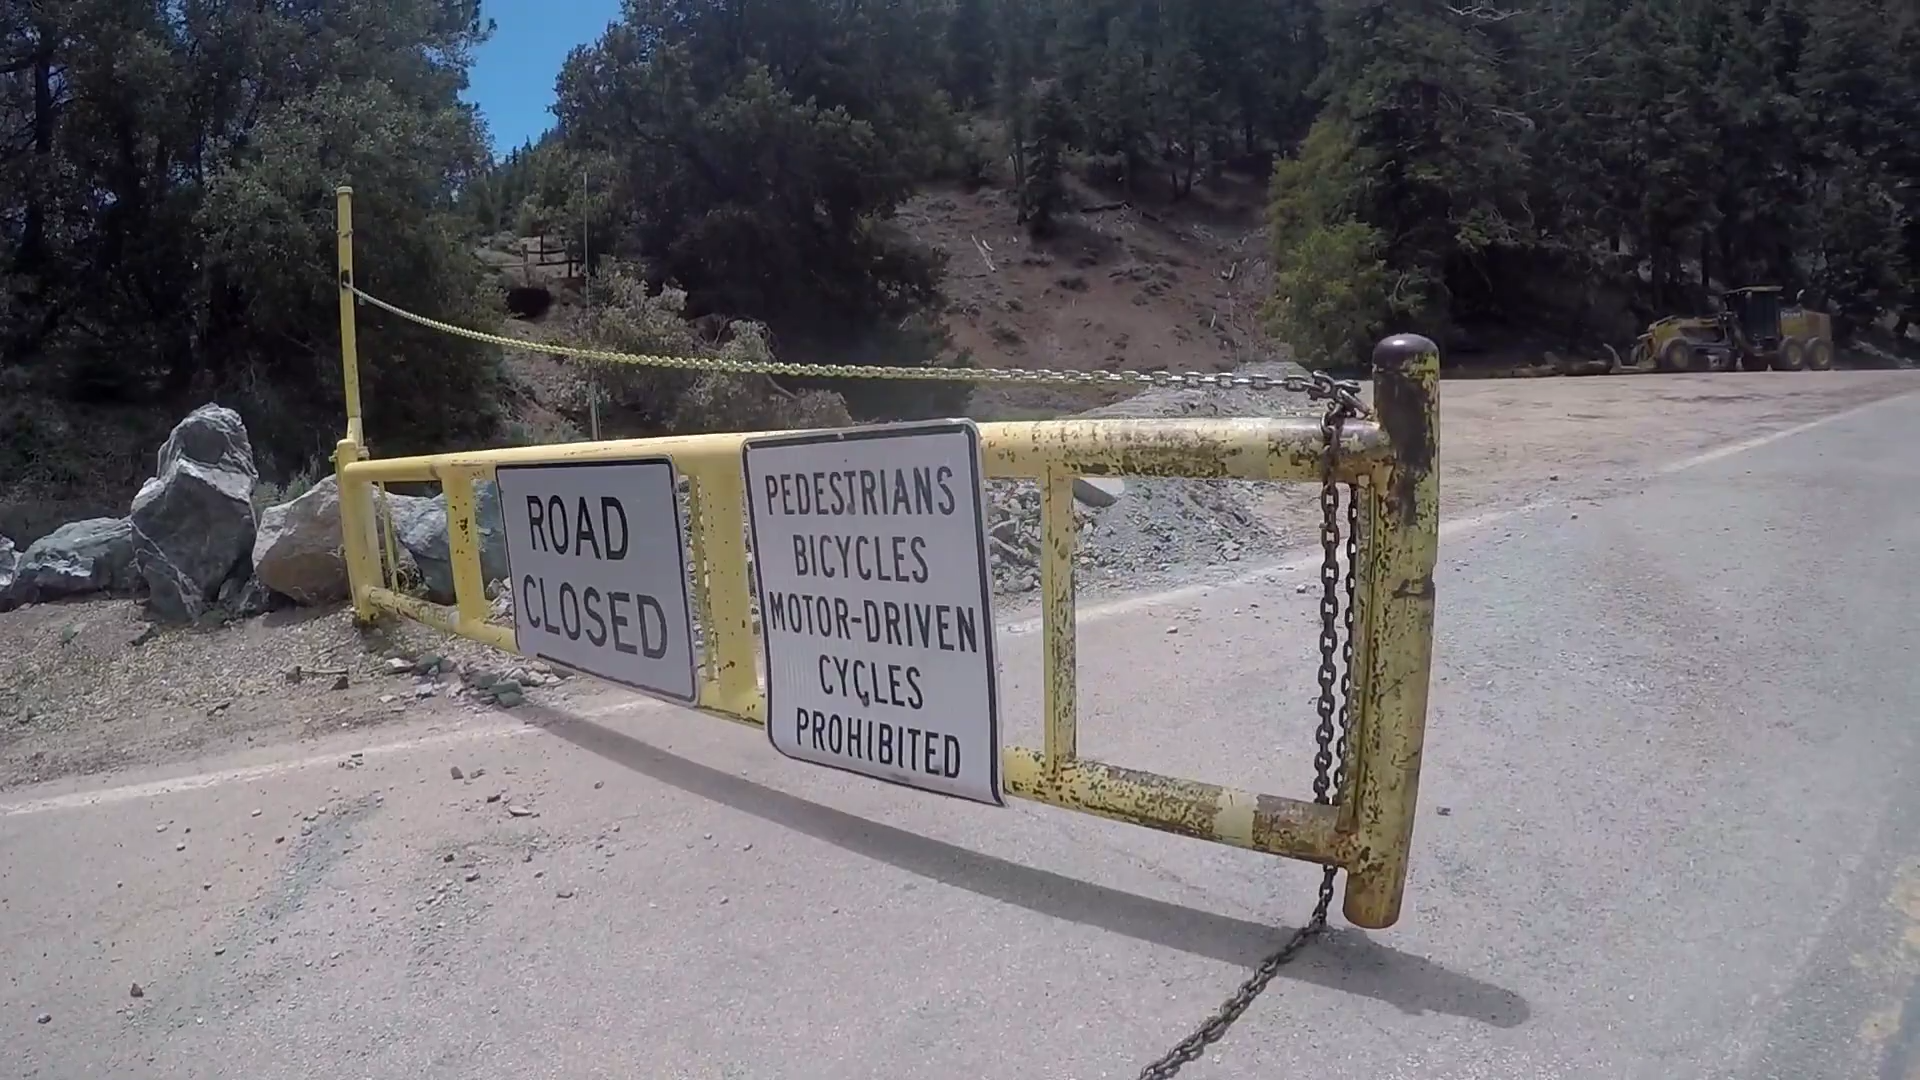 ROAD
CLOSED
PEDESTRIANS
BICYCLES
MOTOR-DRIVEN
CYCLES
PROHIBITED